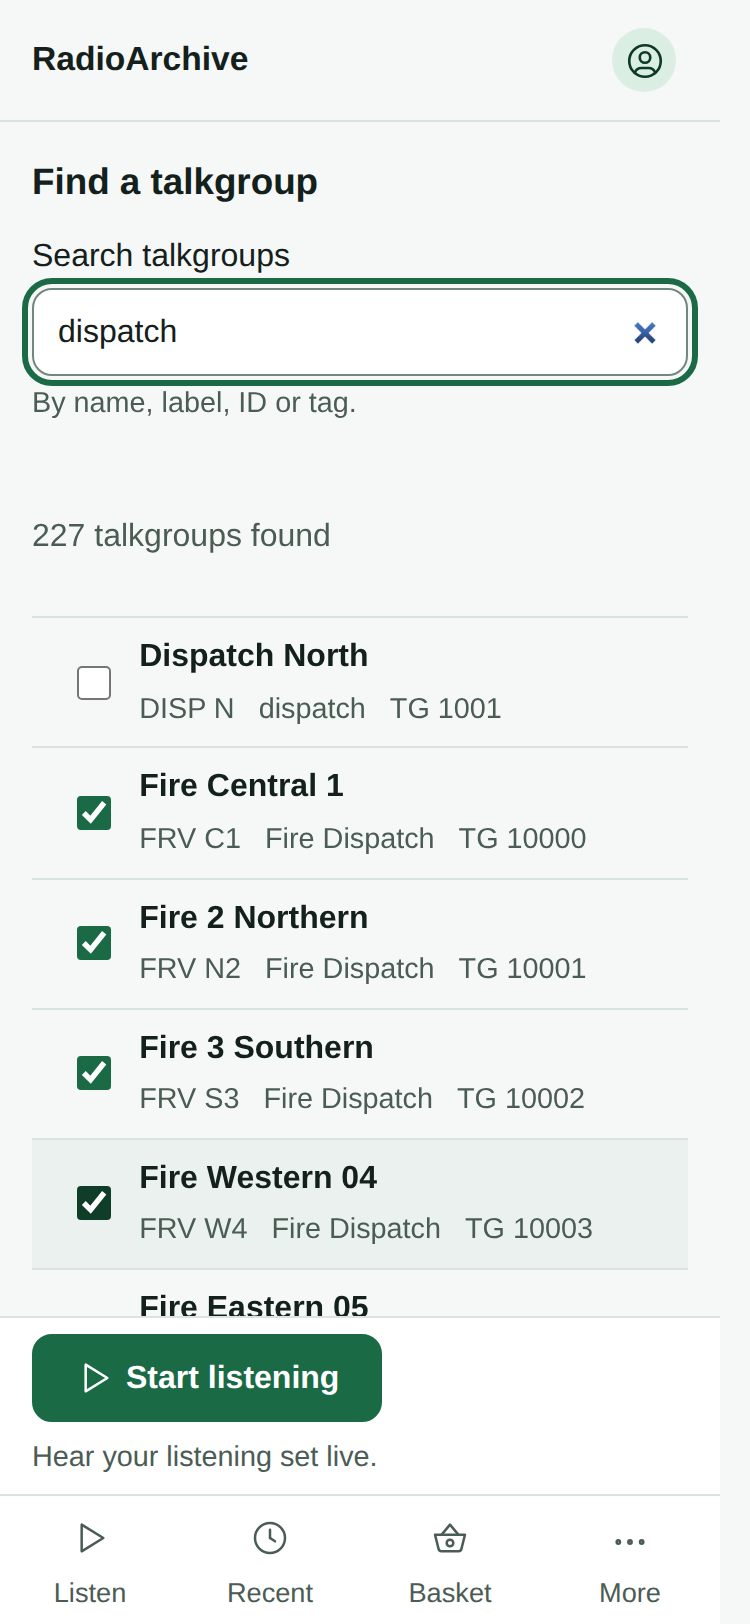 RadioArchive
Find a talkgroup
Search talkgroups
dispatch
By name, label, ID or tag.
227 talkgroups found
Dispatch North
DISP N dispatch TG 1001
Fire Central 1
FRV C1 Fire Dispatch TG 10000
Fire 2 Northern
FRV N2 Fire Dispatch TG 10001
Fire 3 Southern
FRV S3 Fire Dispatch TG 10002
Fire Western 04
FRV W4 Fire Dispatch TG 10003
Fire Eastern 05
Start listening
Hear your listening set live.
Listen Recent Basket More